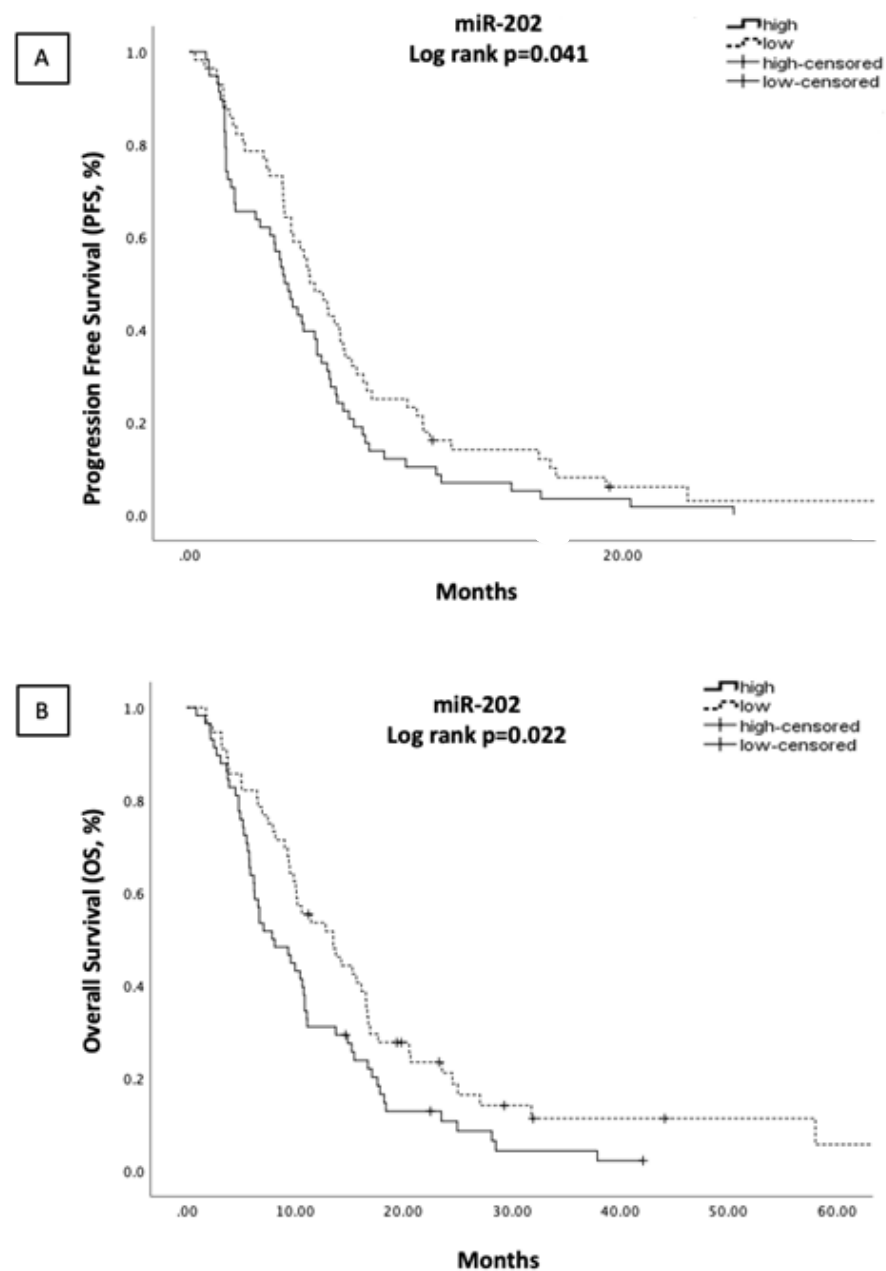 A
miR-202
Log rank p=0.041
high
low
high-censored
low-censored
Progression Free Survival (PFS, %)
1.0
0.8
0.6
0.4
0.2
0.0
.00
20.00
Months
B
miR-202
Log rank p=0.022
high
low
high-censored
low-censored
Overall Survival (OS, %)
1.0
0.8
0.6
0.4
0.2
0.0
.00
10.00
20.00
30.00
40.00
50.00
60.00
Months